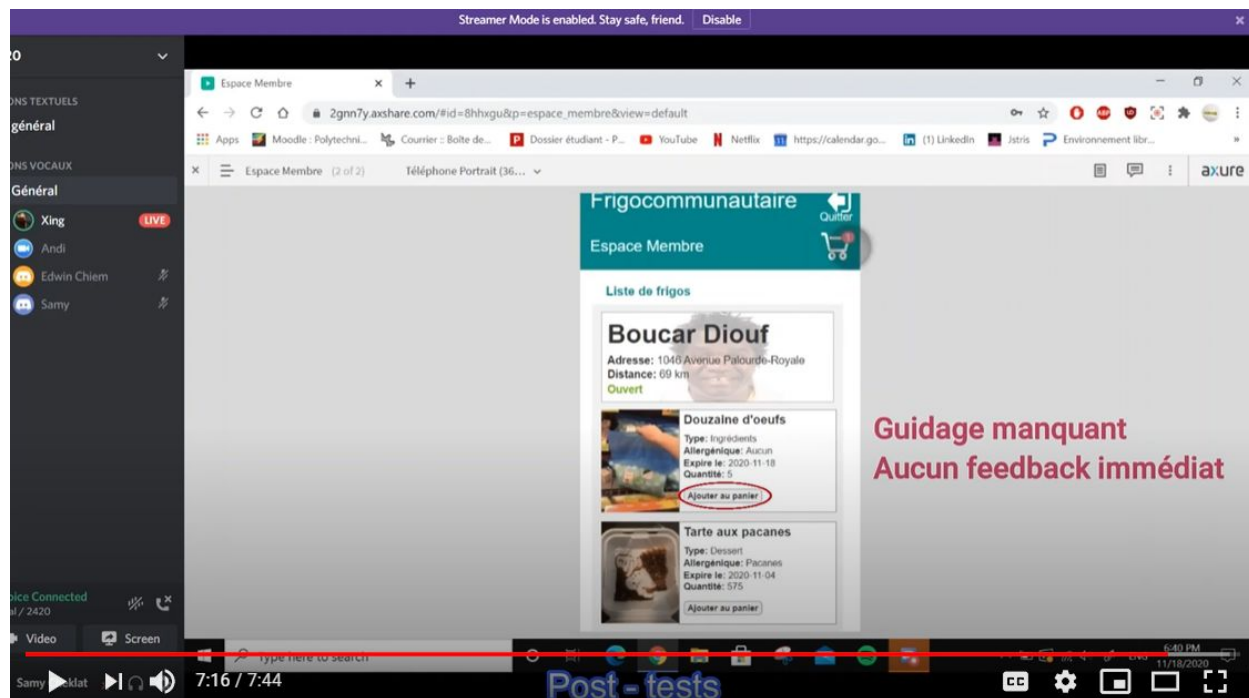 Streamer Mode is enabled. Stay safe, friend. Disable
Espace Membre
2gnn7y.axshare.com/#id=8hhxgu&p=espace_membre&view=default
Apps Moodle : Polytechni... Courrier :: Boîte de... Dossier étudiant - P... YouTube Netflix https://calendar.go... (1) LinkedIn Jstris Environnement libr...
Espace Membre (2 of 2) Téléphone Portrait (36... axure
général
Général
Xing LIVE
Andi
Edwin Chiem
Samy
Frigocommunautaire
Quitter
Espace Membre
1
Liste de frigos
Boucar Diouf
Adresse: 1046 Avenue Palourde-Royale
Distance: 69 km
Ouvert
Douzaine d'oeufs
Type: Ingrédients
Allergénique: Aucun
Expire le: 2020-11-18
Quantité: 5
Ajouter au panier
Guidage manquant
Aucun feedback immédiat
Tarte aux pacanes
Type: Dessert
Allergénique: Pacanes
Expire le: 2020-11-04
Quantité: 575
Ajouter au panier
Connected
/ 2420
Video Screen
Type here to search
6:40 PM
11/18/2020
Samy
7:16 / 7:44
Post - tests
CC